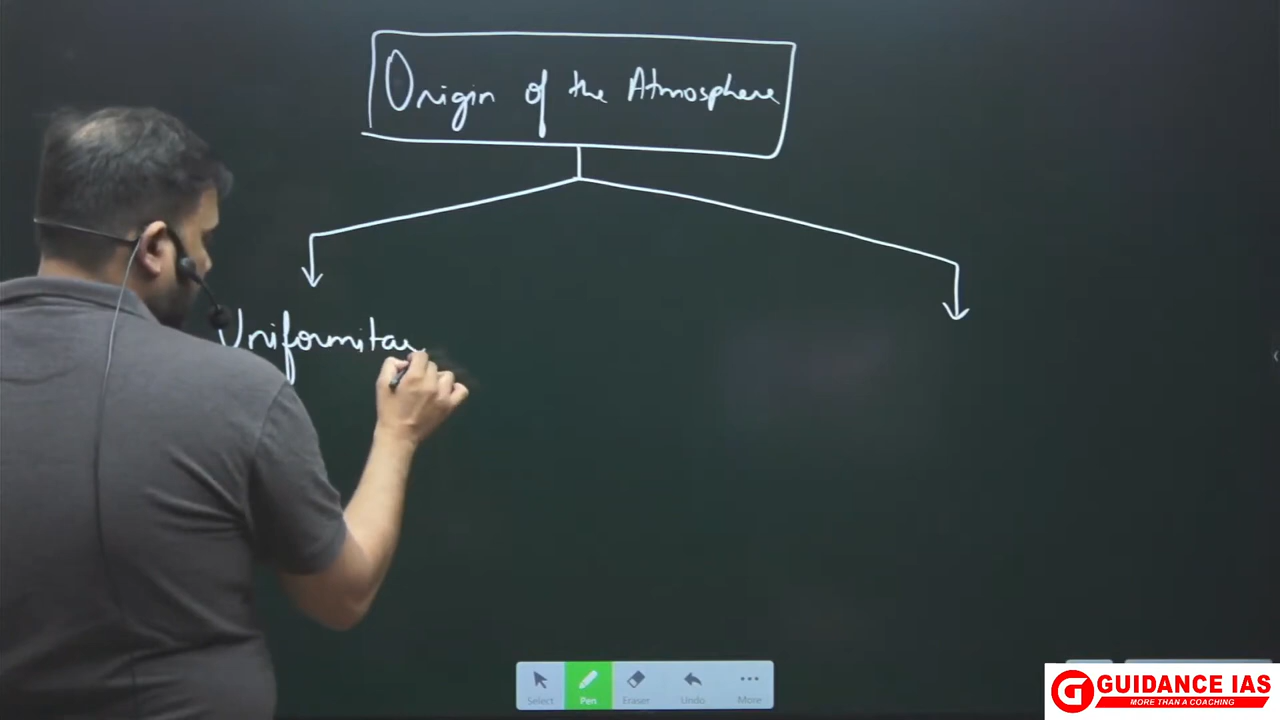 Origin of the Atmosphere
Uniformitar
Select
Pen
Eraser
Undo
More
GUIDANCE IAS
MORE THAN A COACHING